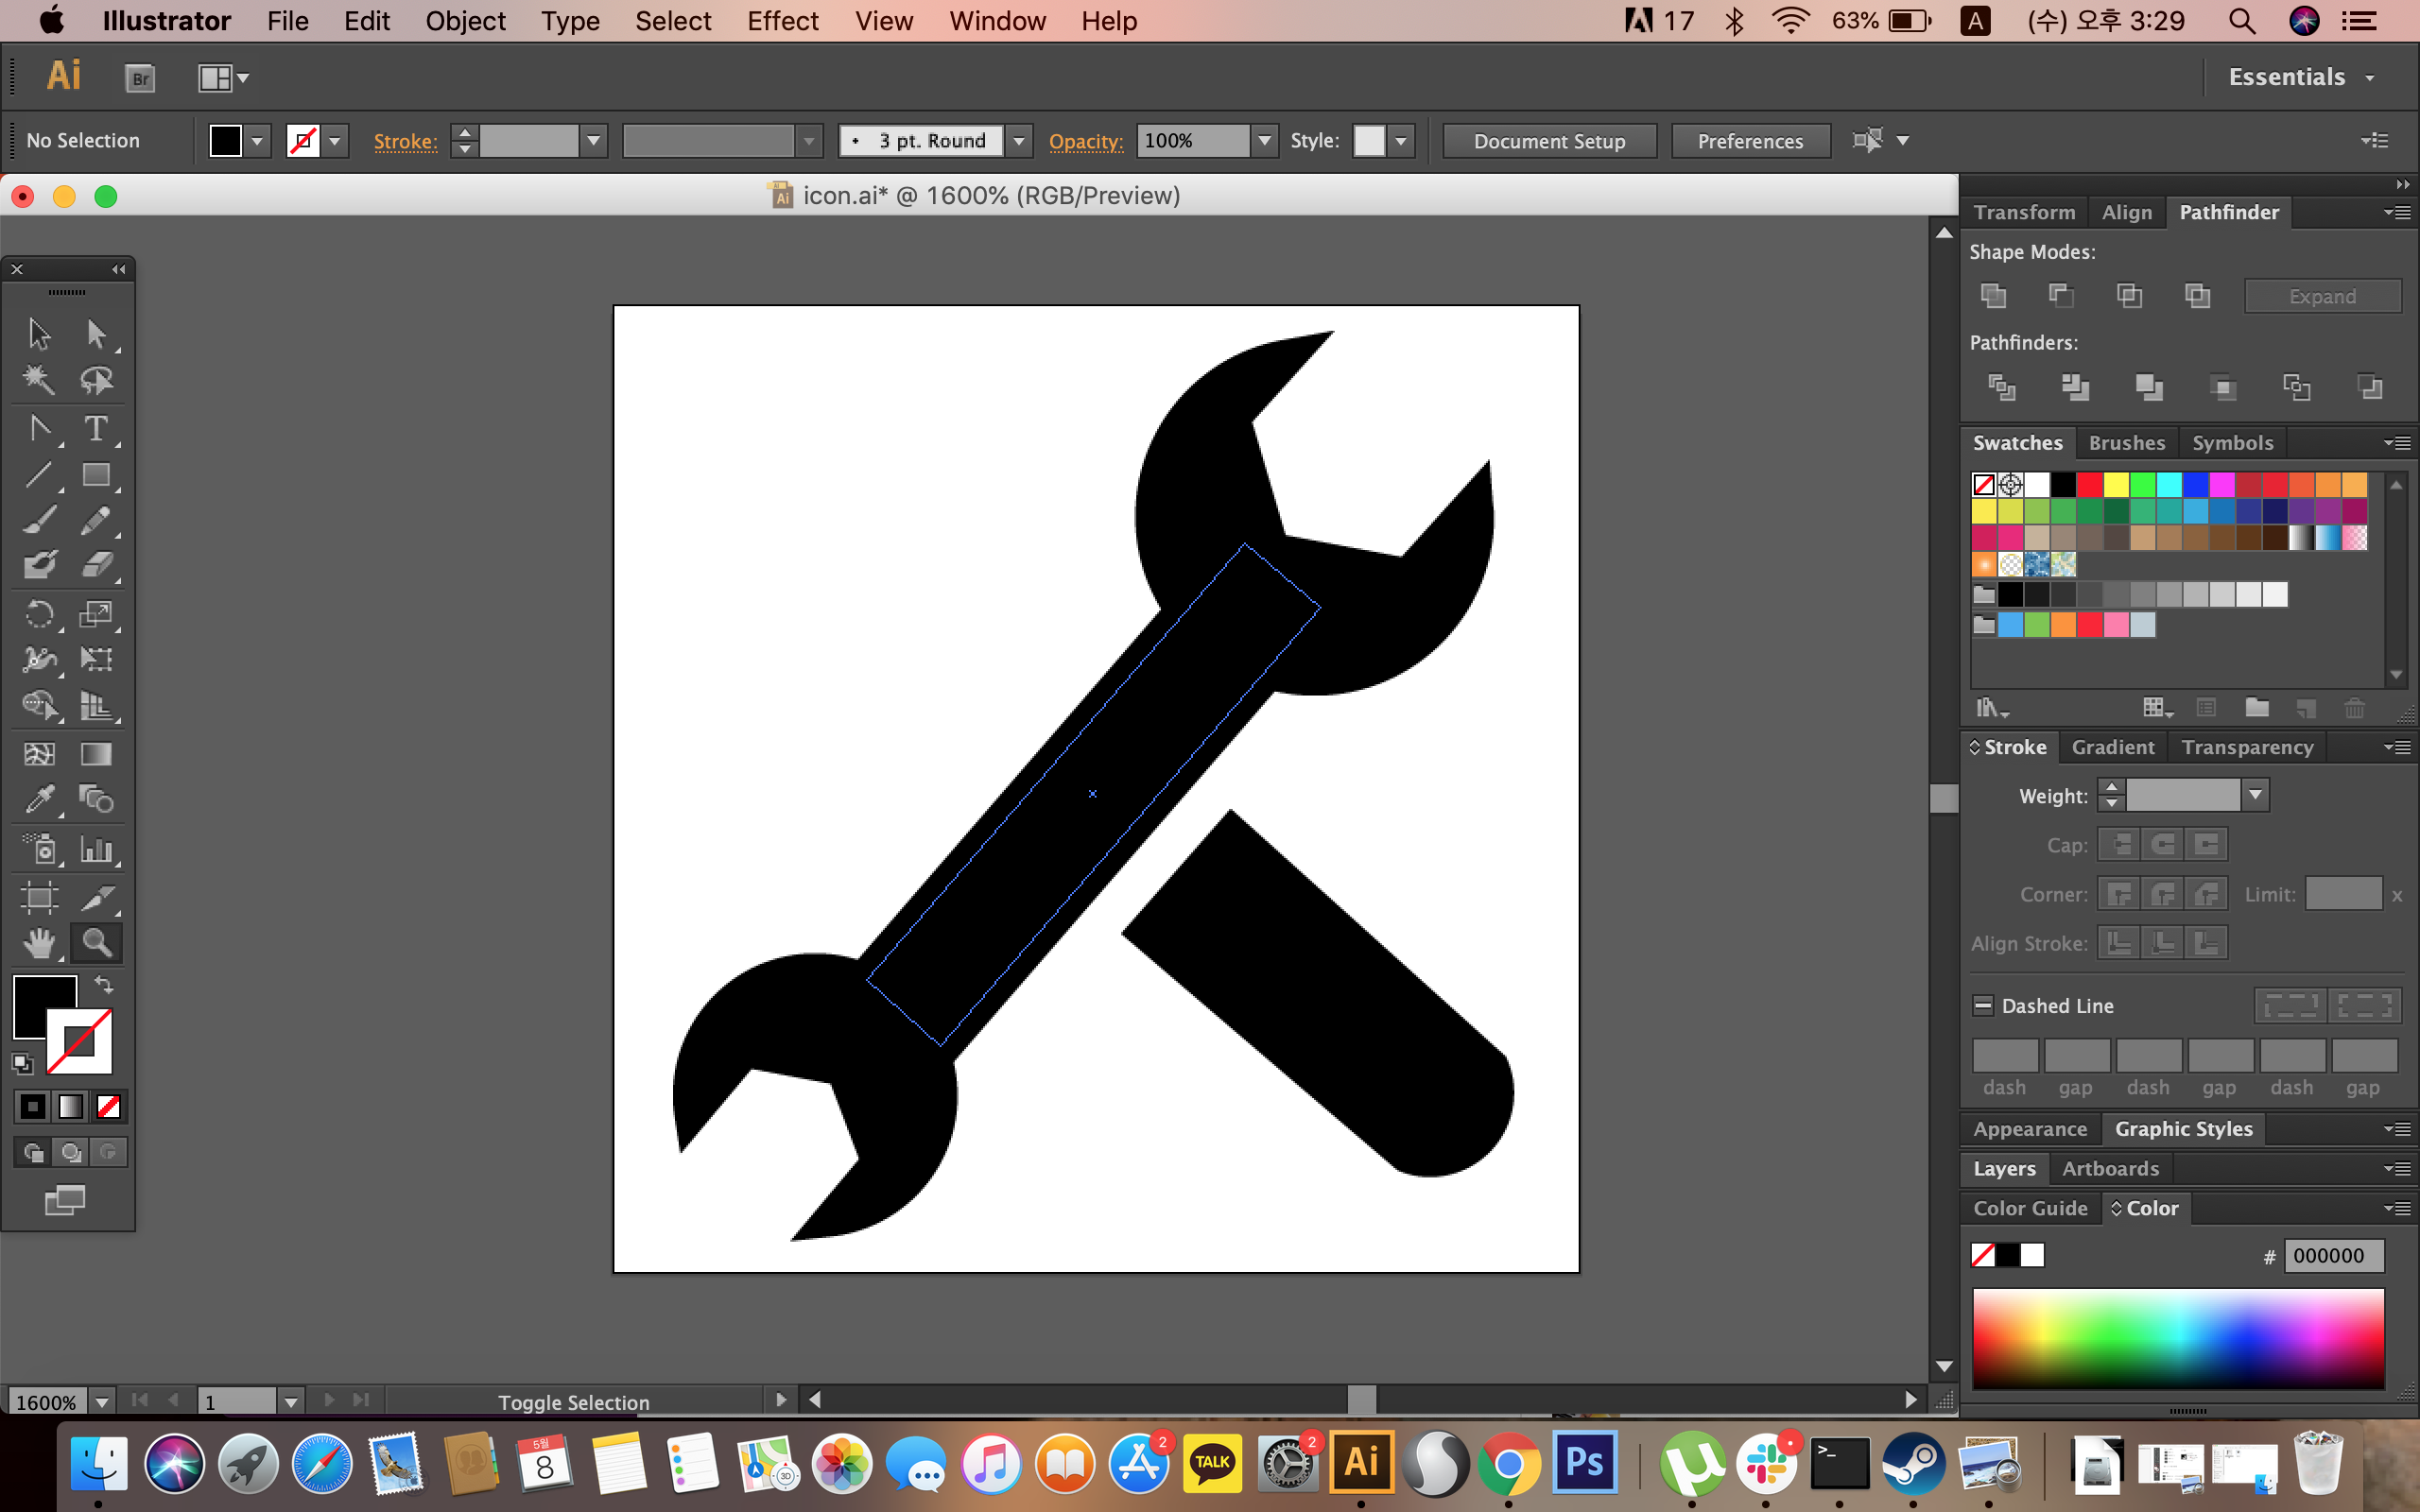 Illustrator File Edit Object Type Select Effect View Window Help 17 63% A (수) 오후 3:29
Ai Br Essentials
No Selection Stroke: 3 pt. Round Opacity: 100% Style: Document Setup Preferences
Ai icon.ai* @ 1600% (RGB/Preview)
Transform Align Pathfinder
Shape Modes:
Expand
Pathfinders:
Swatches Brushes Symbols
Stroke Gradient Transparency
Weight:
Cap:
Corner: Limit: x
Align Stroke:
Dashed Line
dash gap dash gap dash gap
Appearance Graphic Styles
Layers Artboards
Color Guide Color
# 000000
1600% 1 Toggle Selection
5월
8
3D
2
TALK
2
Ai
Ps
>_